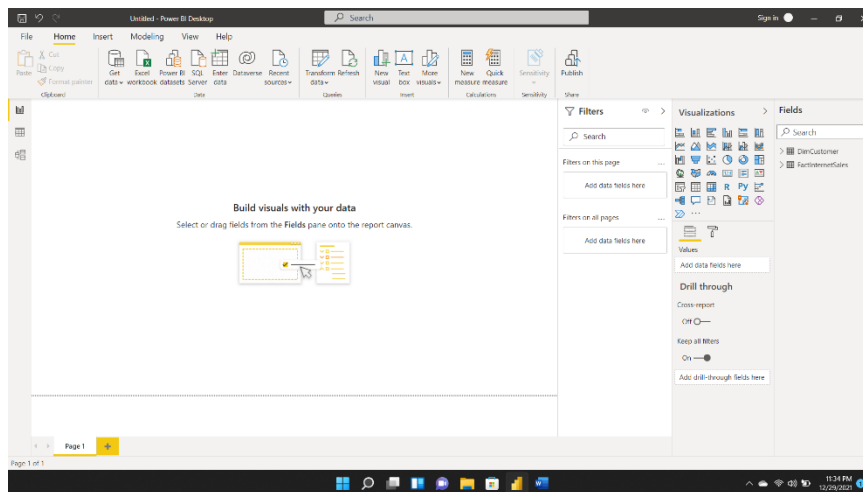 Untitled - Power BI Desktop
Search
Sign in
File Home Insert Modeling View Help
Paste
Cut
Copy
Format painter
Clipboard
Get data
Excel workbook
Power BI datasets
SQL Server
Enter data
Dataverse
Recent sources
Data
Transform data
Refresh
Queries
New visual
Text box
More visuals
Insert
New measure
Quick measure
Calculations
Sensitivity
Sensitivity
Publish
Share
Build visuals with your data
Select or drag fields from the Fields pane onto the report canvas.
Filters
Search
Filters on this page
...
Add data fields here
Filters on all pages
...
Add data fields here
Visualizations
R Py
...
Values
Add data fields here
Drill through
Cross-report
Off
Keep all filters
On
Add drill-through fields here
Fields
Search
DimCustomer
FactInternetSales
Page 1
Page 1 of 1
11:34 PM
12/29/2021